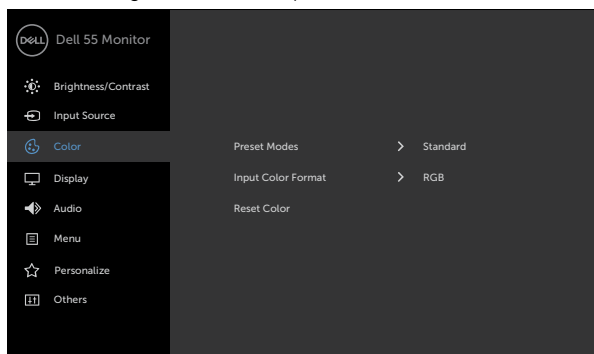 DELL Dell 55 Monitor
Brightness/Contrast
Input Source
Color Preset Modes Standard
Display Input Color Format RGB
Audio Reset Color
Menu
Personalize
Others